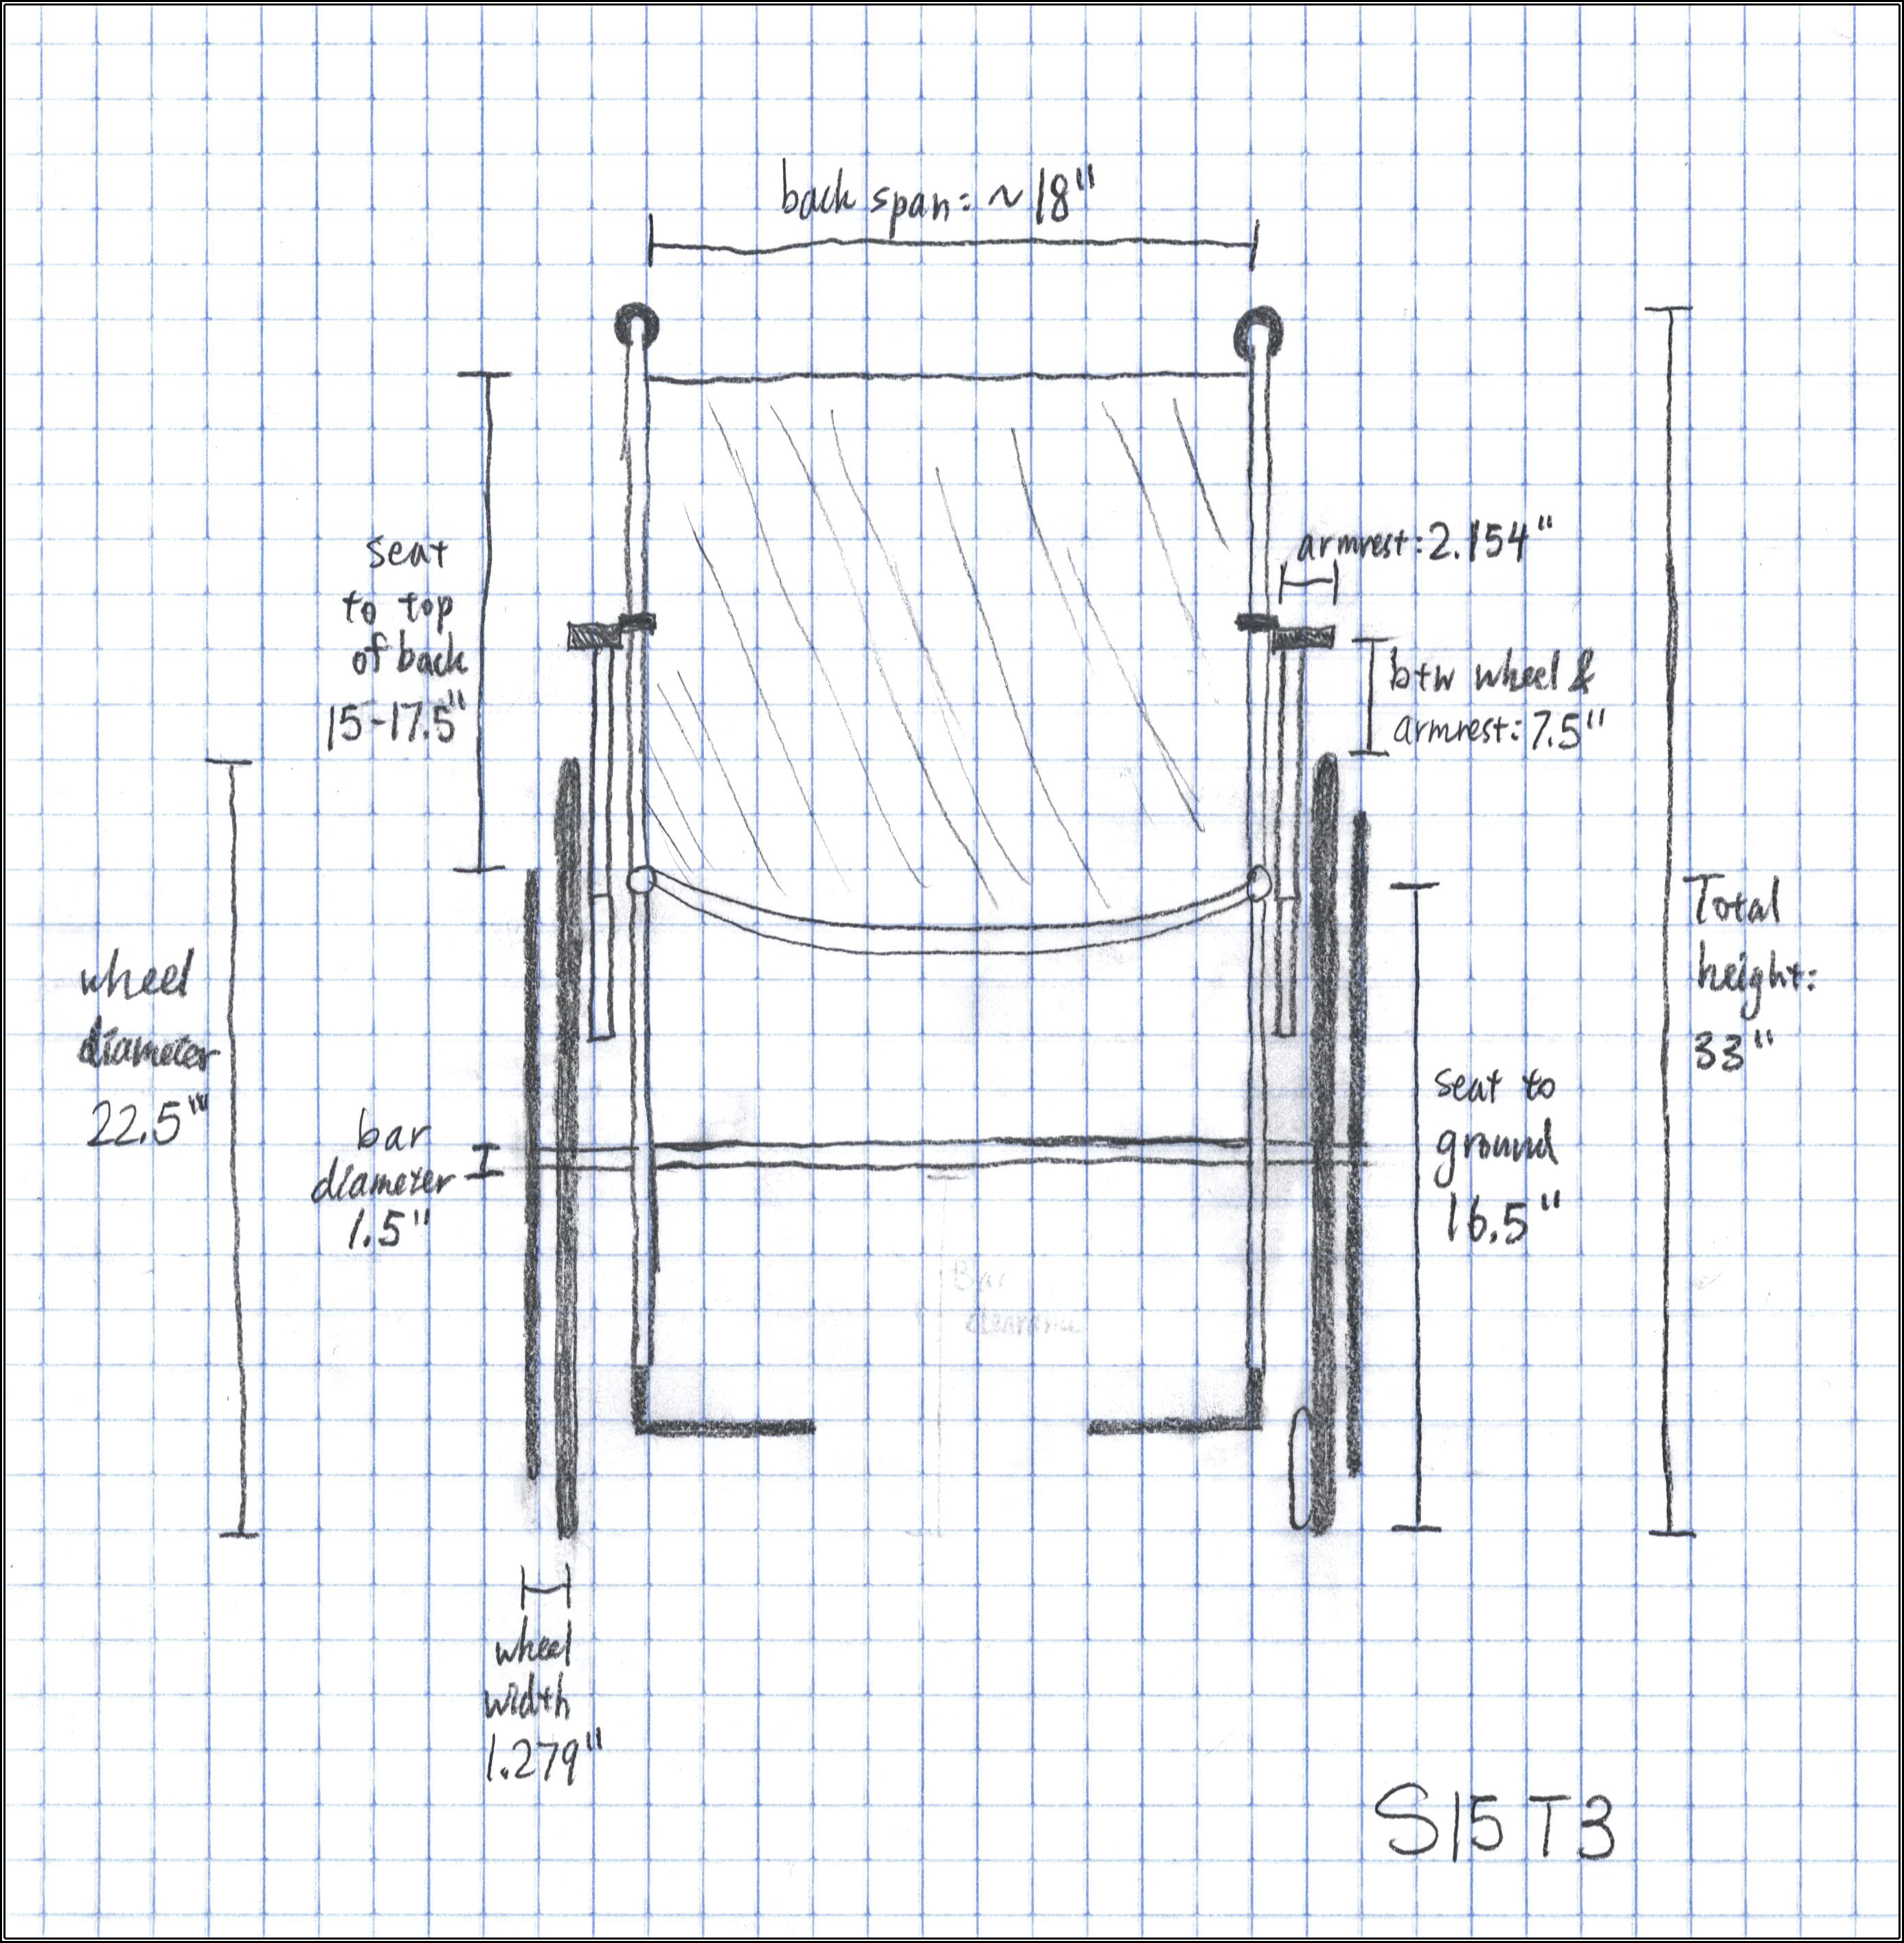 back span: ~18"
seat
to top
of back
15-17.5"
armrest: 2.154"
btw wheel &
armrest: 7.5"
wheel
diameter
22.5"
Total
height:
33"
bar
diameter
1.5"
seat to
ground
16.5"
Bar
clearance
wheel
width
1.279"
S15 T3